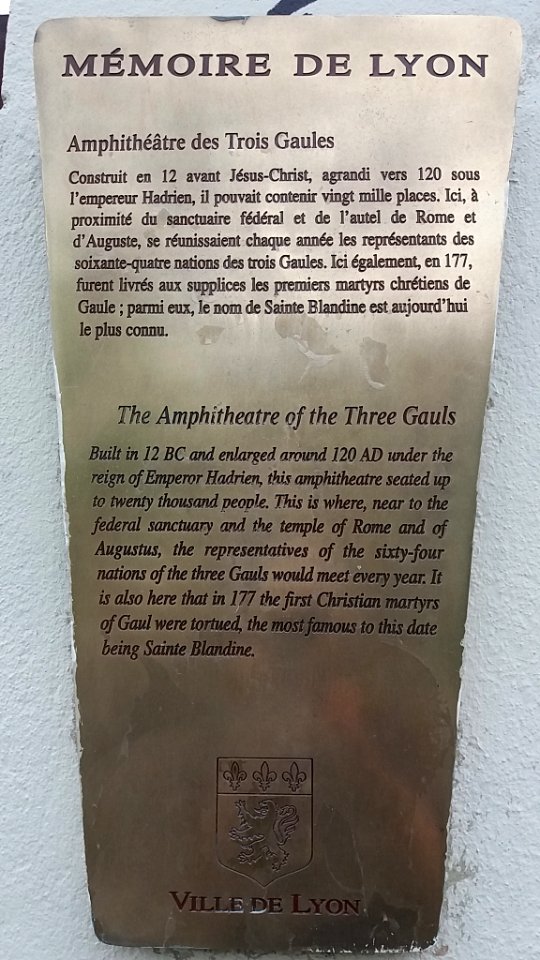 MÉMOIRE DE LYON
Amphithéâtre des Trois Gaules
Construit en 12 avant Jésus-Christ, agrandi vers 120 sous
l'empereur Hadrien, il pouvait contenir vingt mille places. Ici, à
proximité du sanctuaire fédéral et de l'autel de Rome et
d'Auguste, se réunissaient chaque année les représentants des
soixante-quatre nations des trois Gaules. Ici également, en 177,
furent livrés aux supplices les premiers martyrs chrétiens de
Gaule ; parmi eux, le nom de Sainte Blandine est aujourd'hui
le plus connu.
The Amphitheatre of the Three Gauls
Built in 12 BC and enlarged around 120 AD under the
reign of Emperor Hadrien, this amphitheatre seated up
to twenty thousand people. This is where, near to the
federal sanctuary and the temple of Rome and of
Augustus, the representatives of the sixty-four
nations of the three Gauls would meet every year. It
is also here that in 177 the first Christian martyrs
of Gaul were tortued, the most famous to this date
being Sainte Blandine.
VILLE DE LYON